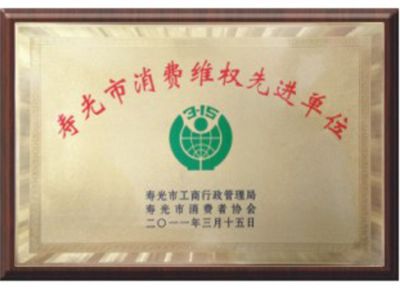 寿光市消费维权先进单位
3·15
寿光市工商行政管理局
寿光市消费者协会
二〇一一年三月十五日